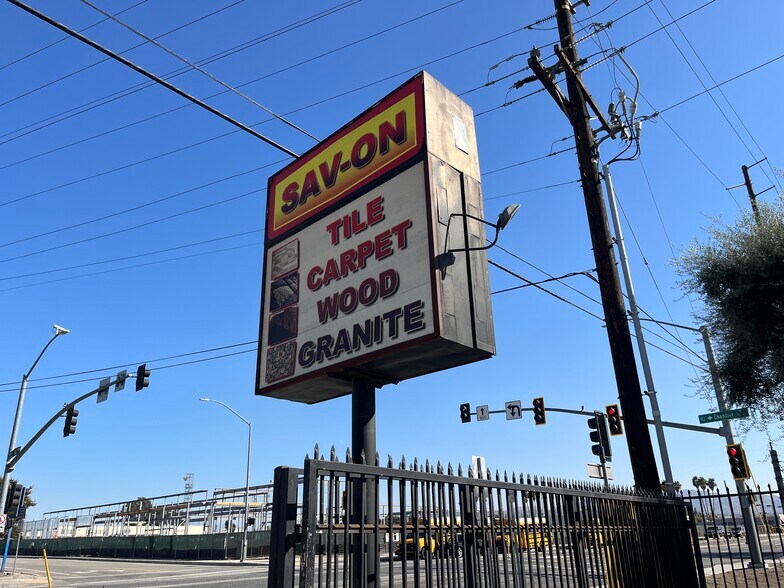 SAV-ON
TILE
CARPET
WOOD
GRANITE